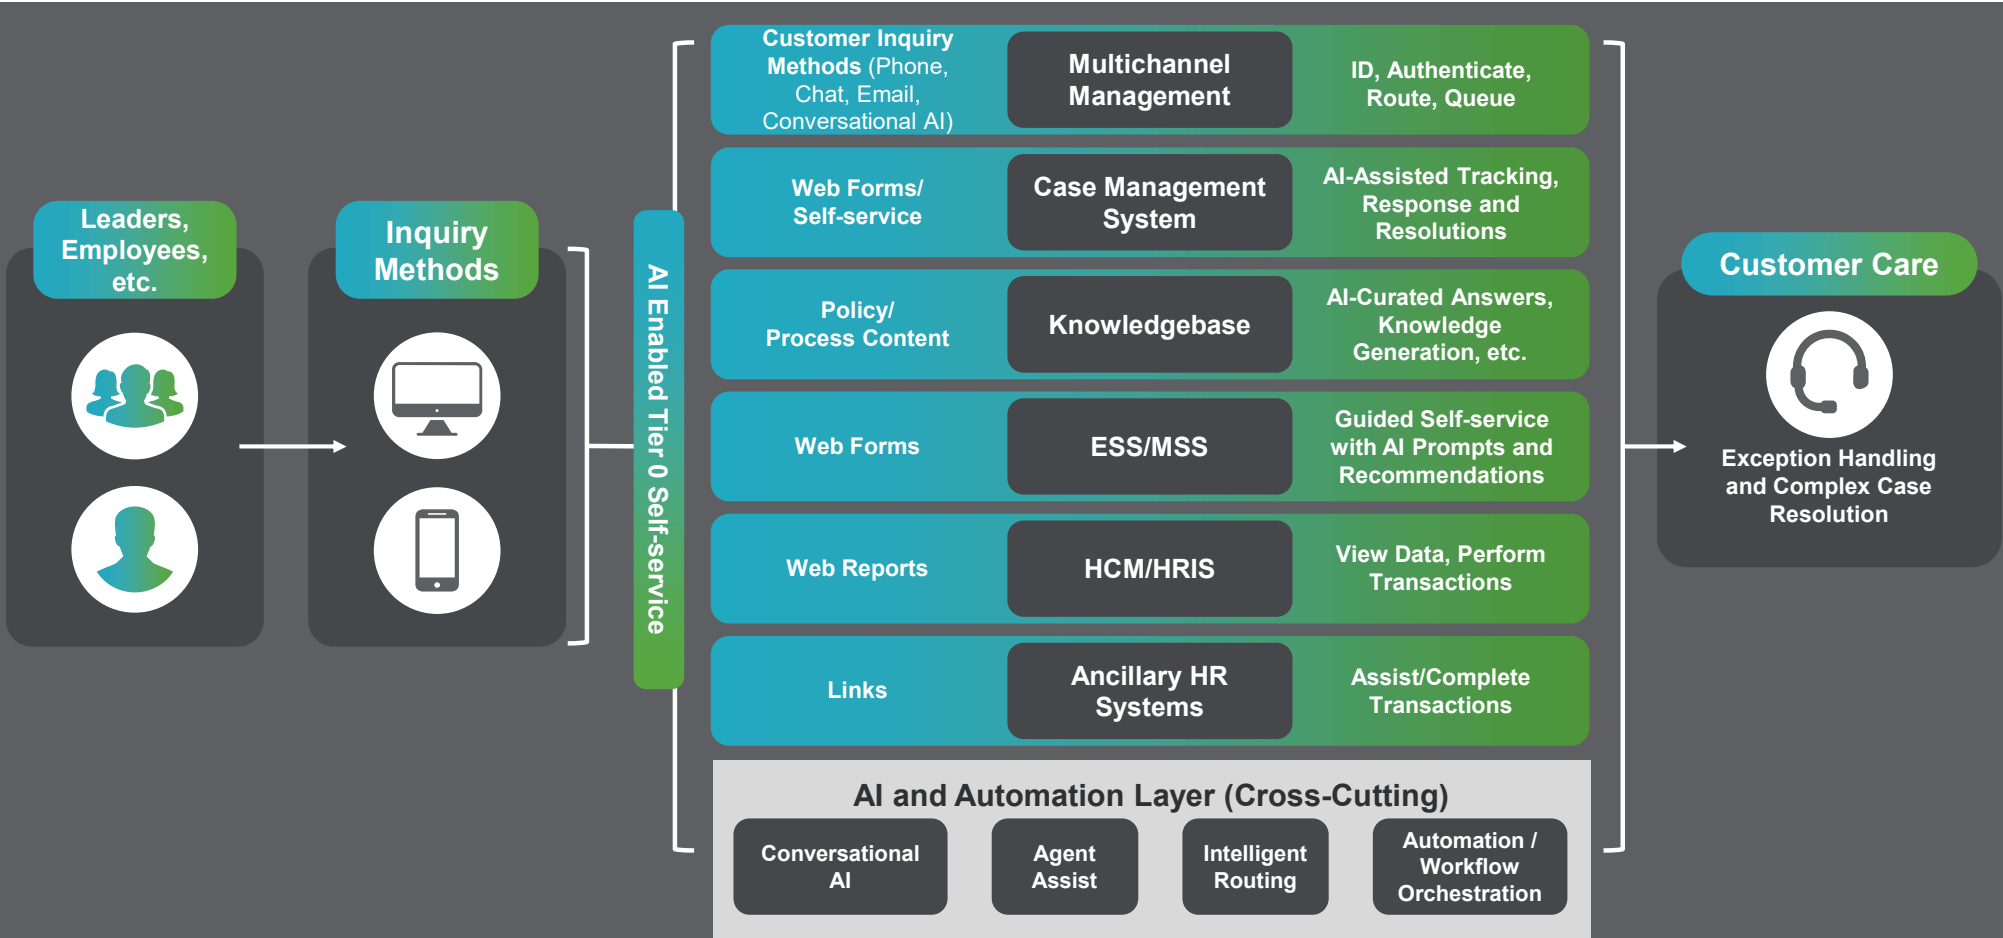 Leaders,
Employees,
etc.
Inquiry
Methods
AI Enabled Tier 0 Self-service
Customer Inquiry
Methods (Phone,
Chat, Email,
Conversational AI)
Multichannel
Management
ID, Authenticate,
Route, Queue
Web Forms/
Self-service
Case Management
System
AI-Assisted Tracking,
Response and
Resolutions
Policy/
Process Content
Knowledgebase
AI-Curated Answers,
Knowledge
Generation, etc.
Web Forms
ESS/MSS
Guided Self-service
with AI Prompts and
Recommendations
Web Reports
HCM/HRIS
View Data, Perform
Transactions
Links
Ancillary HR
Systems
Assist/Complete
Transactions
AI and Automation Layer (Cross-Cutting)
Conversational
AI
Agent
Assist
Intelligent
Routing
Automation /
Workflow
Orchestration
Customer Care
Exception Handling
and Complex Case
Resolution